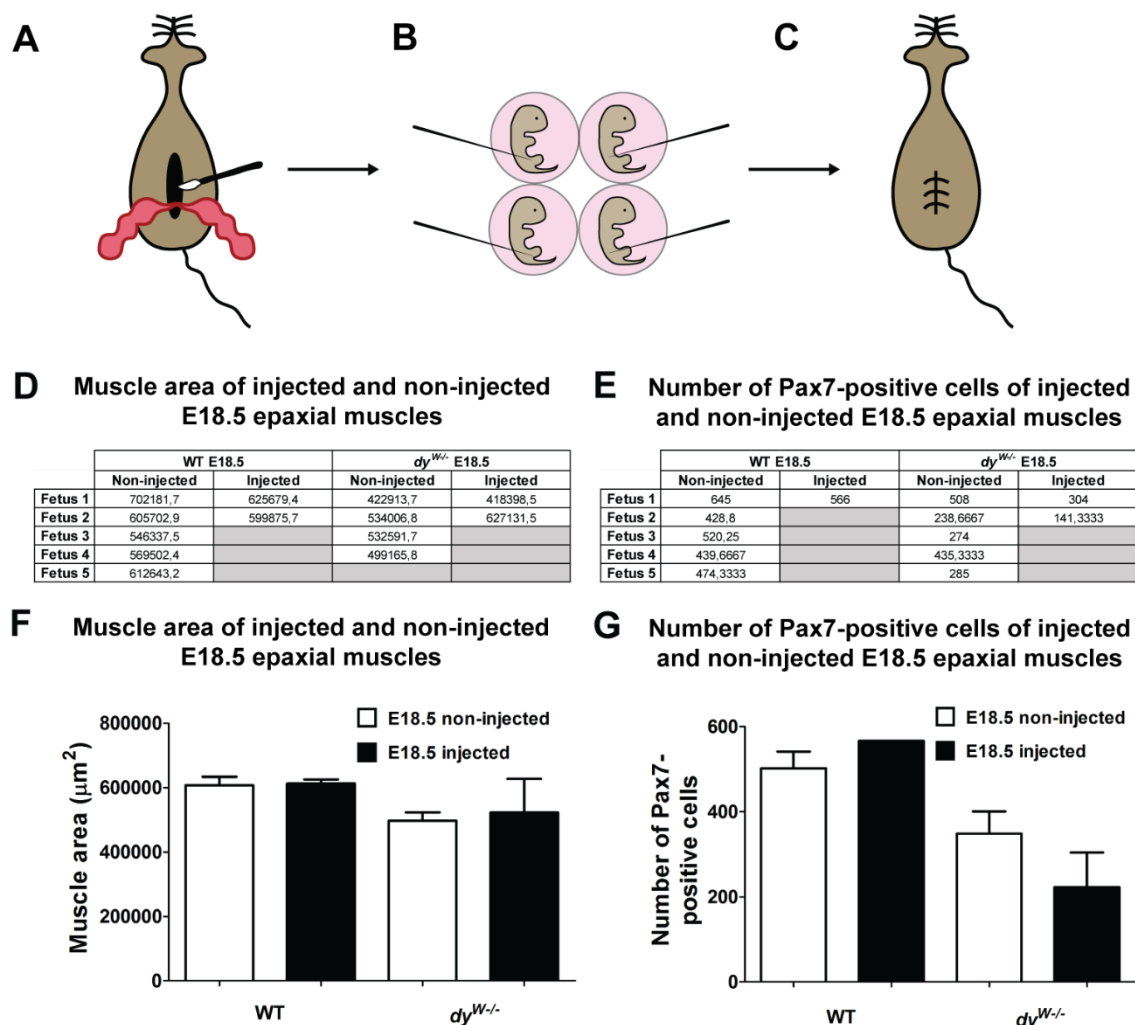 A
B
C
D Muscle area of injected and non-injected
E18.5 epaxial muscles
WT E18.5 dyW-/- E18.5
Non-injected Injected Non-injected Injected
Fetus 1 702181,7 625679,4 422913,7 418398,5
Fetus 2 605702,9 599875,7 534006,8 627131,5
Fetus 3 546337,5 532591,7
Fetus 4 569502,4 499165,8
Fetus 5 612643,2
E Number of Pax7-positive cells of injected
and non-injected E18.5 epaxial muscles
WT E18.5 dyW-/- E18.5
Non-injected Injected Non-injected Injected
Fetus 1 645 566 508 304
Fetus 2 428,8 238,6667 141,3333
Fetus 3 520,25 274
Fetus 4 439,6667 435,3333
Fetus 5 474,3333 285
F Muscle area of injected and non-injected
E18.5 epaxial muscles
E18.5 non-injected
E18.5 injected
Muscle area (μm²)
800000
600000
400000
200000
0
WT dyW-/-
G Number of Pax7-positive cells of injected
and non-injected E18.5 epaxial muscles
E18.5 non-injected
E18.5 injected
Number of Pax7-
positive cells
600
400
200
0
WT dyW-/-